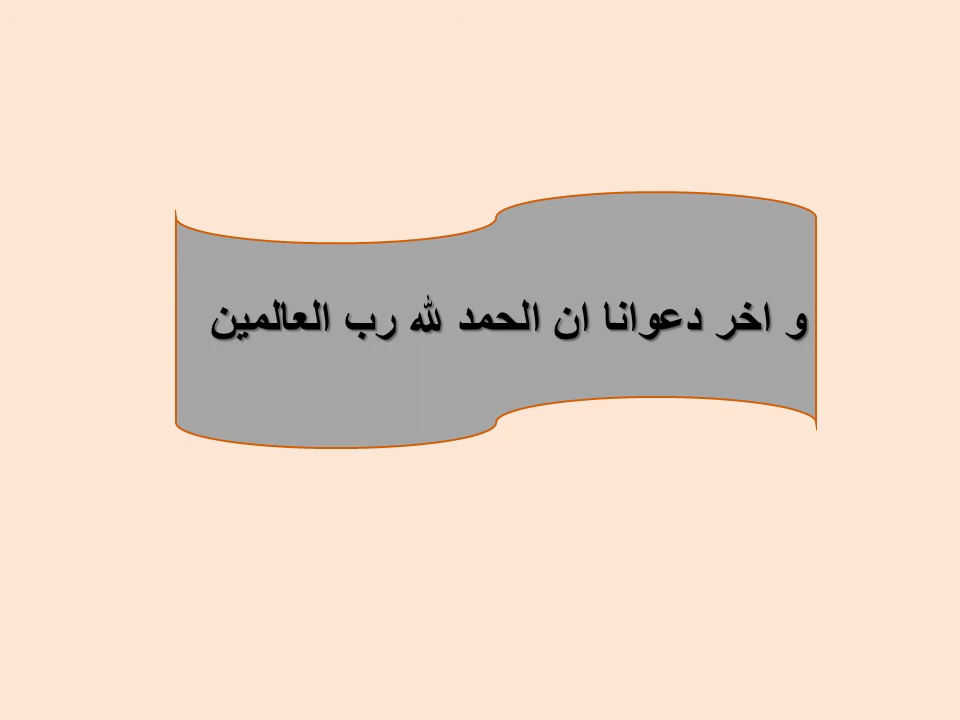 و اخر دعوانا ان الحمد لله رب العالمين